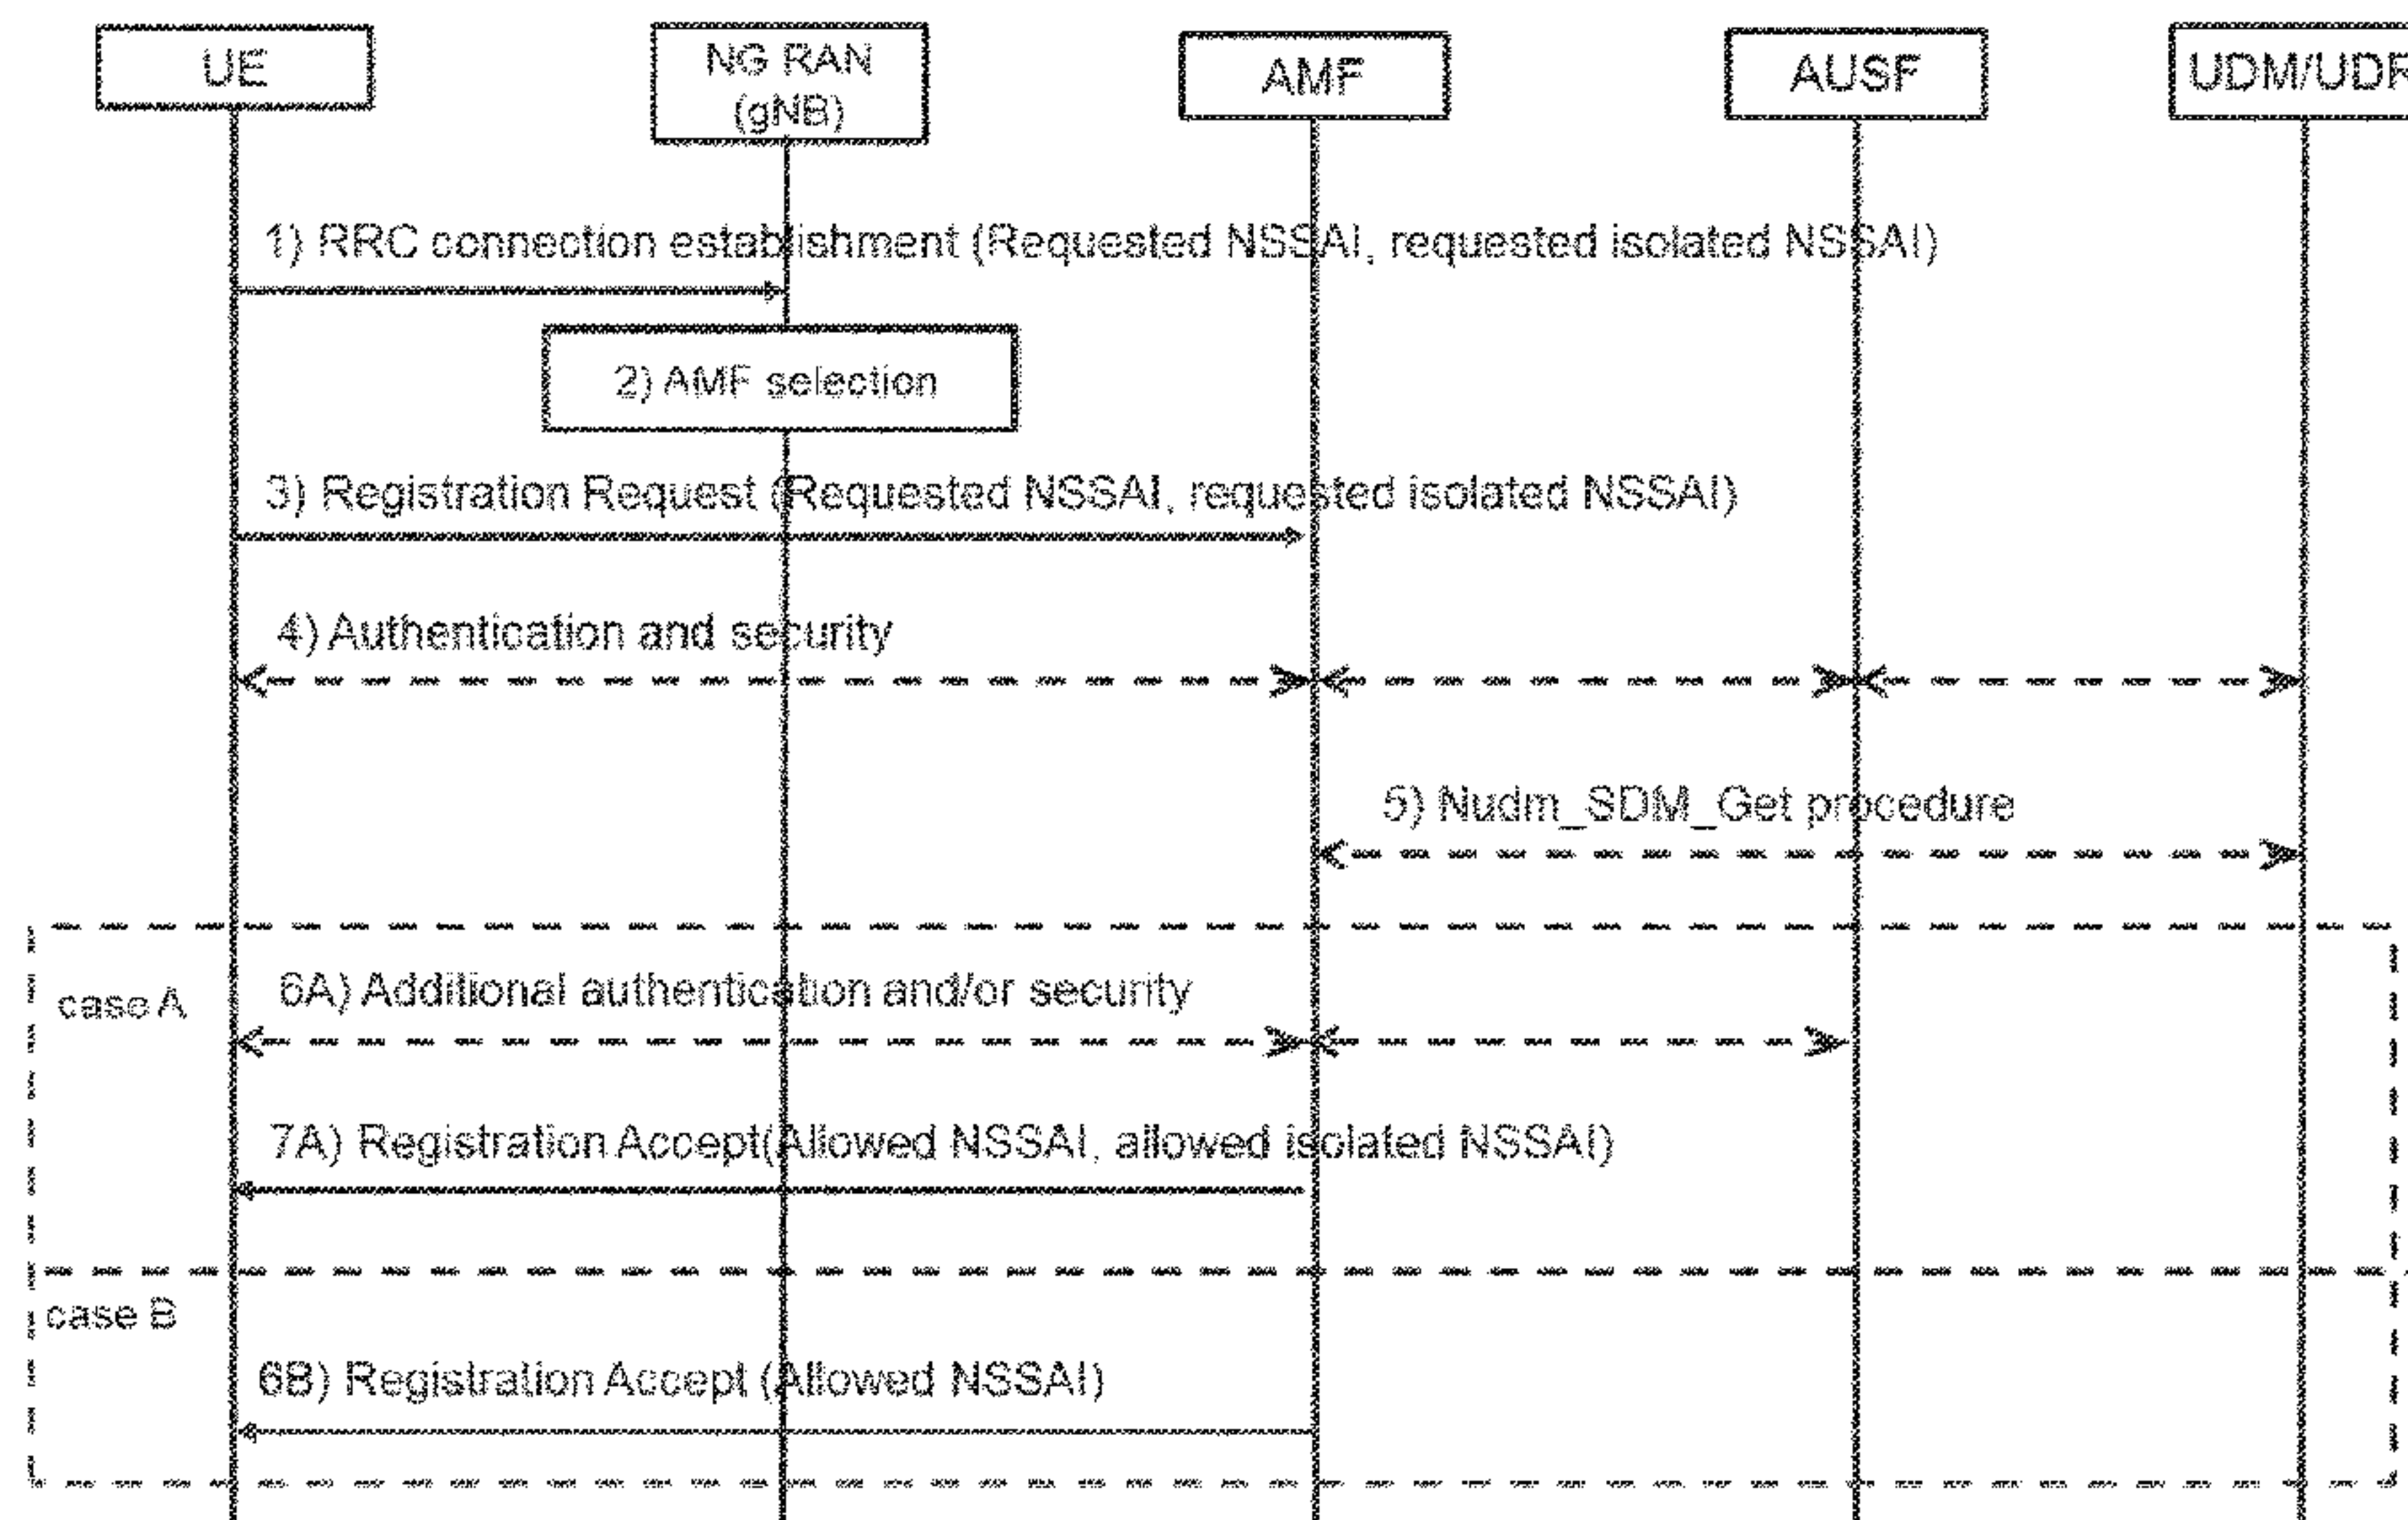 UE
NG RAN
(gNB)
AMF
AUSF
UDM/UDR
1) RRC connection establishment (Requested NSSAI, requested isolated NSSAI)
2) AMF selection
3) Registration Request (Requested NSSAI, requested isolated NSSAI)
4) Authentication and security
5) Nudm_SDM_Get procedure
case A
6A) Additional authentication and/or security
7A) Registration Accept(Allowed NSSAI, allowed isolated NSSAI)
case B
6B) Registration Accept (Allowed NSSAI)